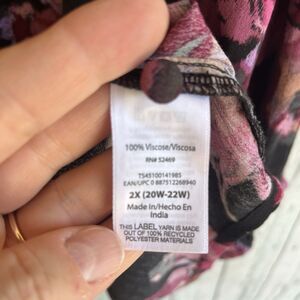 100% Viscose/Viscosa
RN# 52469
TS45100141985
EAN/UPC 0 887512268940
2X (20W-22W)
Made in/Hecho En
India
THIS LABEL YARN IS MADE
OUT OF 100% RECYCLED
POLYESTER MATERIALS